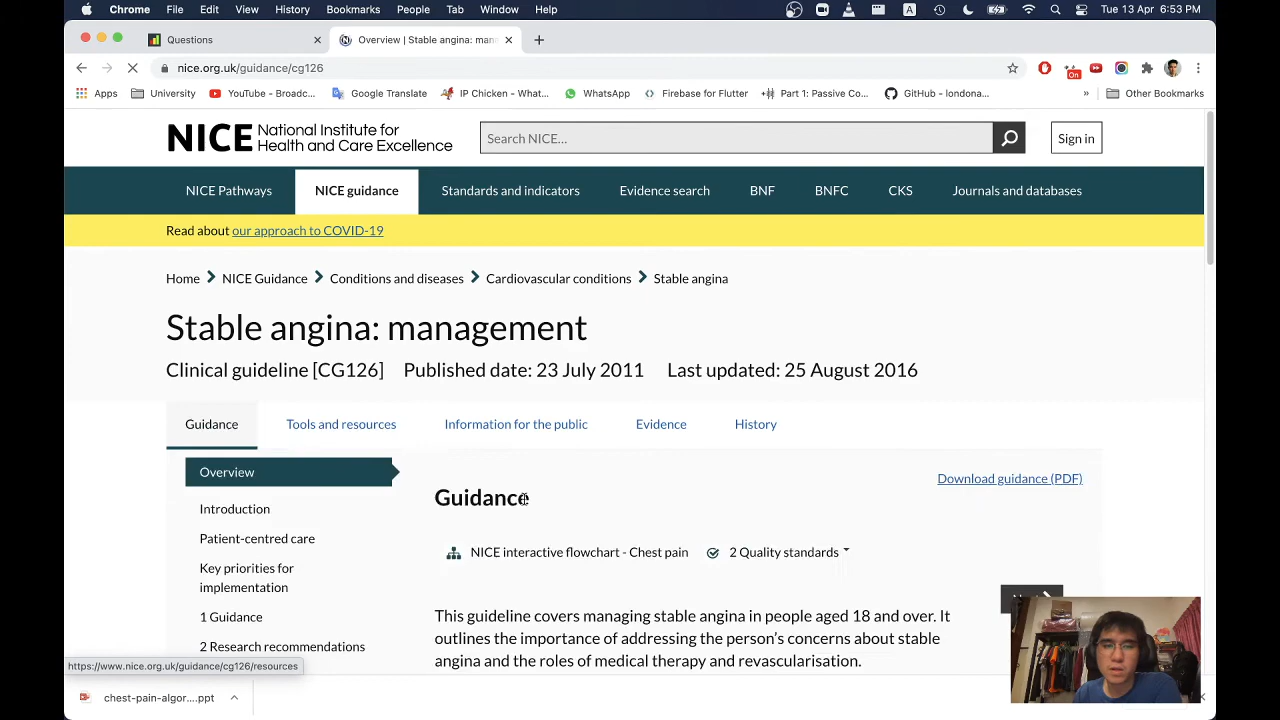 Chrome File Edit View History Bookmarks People Tab Window Help A Tue 13 Apr 6:53 PM
Questions × Overview | Stable angina: man × +
nice.org.uk/guidance/cg126
On
Apps University YouTube - Broadc... Google Translate IP Chicken - What... WhatsApp Firebase for Flutter Part 1: Passive Co... GitHub - londona... » Other Bookmarks
NICE National Institute for Health and Care Excellence
Search NICE...
Sign in
NICE Pathways NICE guidance Standards and indicators Evidence search BNF BNFC CKS Journals and databases
Read about our approach to COVID-19
Home NICE Guidance Conditions and diseases Cardiovascular conditions Stable angina
Stable angina: management
Clinical guideline [CG126] Published date: 23 July 2011 Last updated: 25 August 2016
Guidance Tools and resources Information for the public Evidence History
Overview
Introduction
Patient-centred care
Key priorities for
implementation
1 Guidance
2 Research recommendations
Download guidance (PDF)
Guidance
NICE interactive flowchart - Chest pain 2 Quality standards
This guideline covers managing stable angina in people aged 18 and over. It
outlines the importance of addressing the person's concerns about stable
angina and the roles of medical therapy and revascularisation.
https://www.nice.org.uk/guidance/cg126/resources
chest-pain-algor....ppt